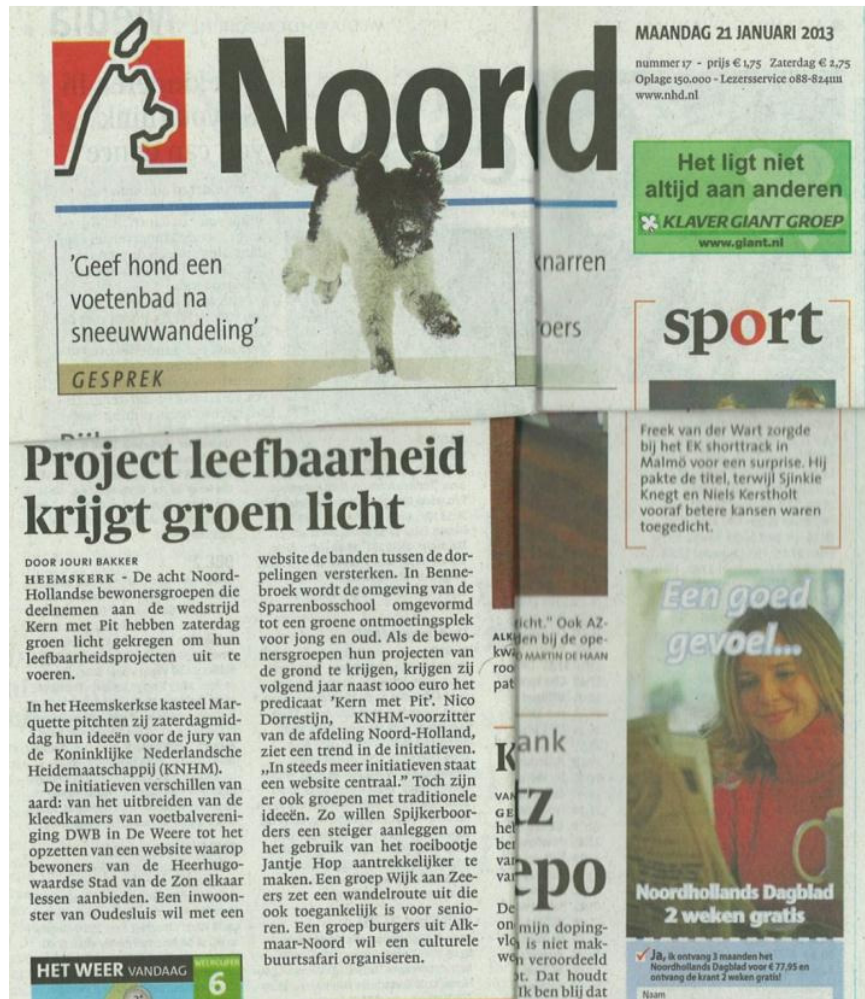 Noord
MAANDAG 21 JANUARI 2013
nummer 17 - prijs € 1,75 Zaterdag € 2,75
Oplage 150.000 - Lezersservice 088-824111
www.nhd.nl
Het ligt niet
altijd aan anderen
KLAVER GIANT GROEP
www.giant.nl
'Geef hond een
voetenbad na
sneeuwwandeling'
GESPREK
knarren
oers
sport
Freek van der Wart zorgde
bij het EK shorttrack in
Malmö voor een surprise. Hij
pakte de titel, terwijl Sjinkie
Knegt en Niels Kerstholt
vooraf betere kansen waren
toegedicht.
Project leefbaarheid
krijgt groen licht
DOOR JOURI BAKKER
HEEMSKERK - De acht Noord-
Hollandse bewonersgroepen die
deelnemen aan de wedstrijd
Kern met Pit hebben zaterdag
groen licht gekregen om hun
leefbaarheidsprojecten uit te
voeren.
In het Heemskerkse kasteel Mar-
quette pitchten zij zaterdagmid-
dag hun ideeën voor de jury van
de Koninklijke Nederlandsche
Heidemaatschappij (KNHM).
De initiatieven verschillen van
aard: van het uitbreiden van de
kleedkamers van voetbalvereni-
ging DWB in De Weere tot het
opzetten van een website waarop
bewoners van de Heerhugo-
waardse Stad van de Zon elkaar
lessen aanbieden. Een inwoon-
ster van Oudesluis wil met een
website de banden tussen de dor-
pelingen versterken. In Benne-
broek wordt de omgeving van de
Sparrenbosschool omgevormd
tot een groene ontmoetingsplek
voor jong en oud. Als de bewo-
nersgroepen hun projecten van
de grond te krijgen, krijgen zij
volgend jaar naast 1000 euro het
predicaat 'Kern met Pit'. Nico
Dorrestijn, KNHM-voorzitter
van de afdeling Noord-Holland,
ziet een trend in de initiatieven.
„In steeds meer initiatieven staat
een website centraal.” Toch zijn
er ook groepen met traditionele
ideeën. Zo willen Spijkerboor-
ders een steiger aanleggen om
het gebruik van het roeibootje
Jantje Hop aantrekkelijker te
maken. Een groep Wijk aan Zee-
ers zet een wandelroute uit die
ook toegankelijk is voor senio-
ren. Een groep burgers uit Alk-
maar-Noord wil een culturele
buurtsafari organiseren.
HET WEER VANDAAG
6
icht." Ook AZ-
den bij de ope-
MARTIN DE HAAN
ALK
kwa
roo
pat
K
ank
tz
epo
VAN
GE
he
ber
van
van
De
on
vlo
we
mijn doping-
is niet mak-
n veroordeeld
ot. Dat houdt
Ik ben blij dat
Een goed
gevoel...
Noordhollands Dagblad
2 weken gratis
Ja, ik ontvang 3 maanden het
Noordhollands Dagblad voor € 77,95 en
ontvang de krant 2 weken gratis!
Naam